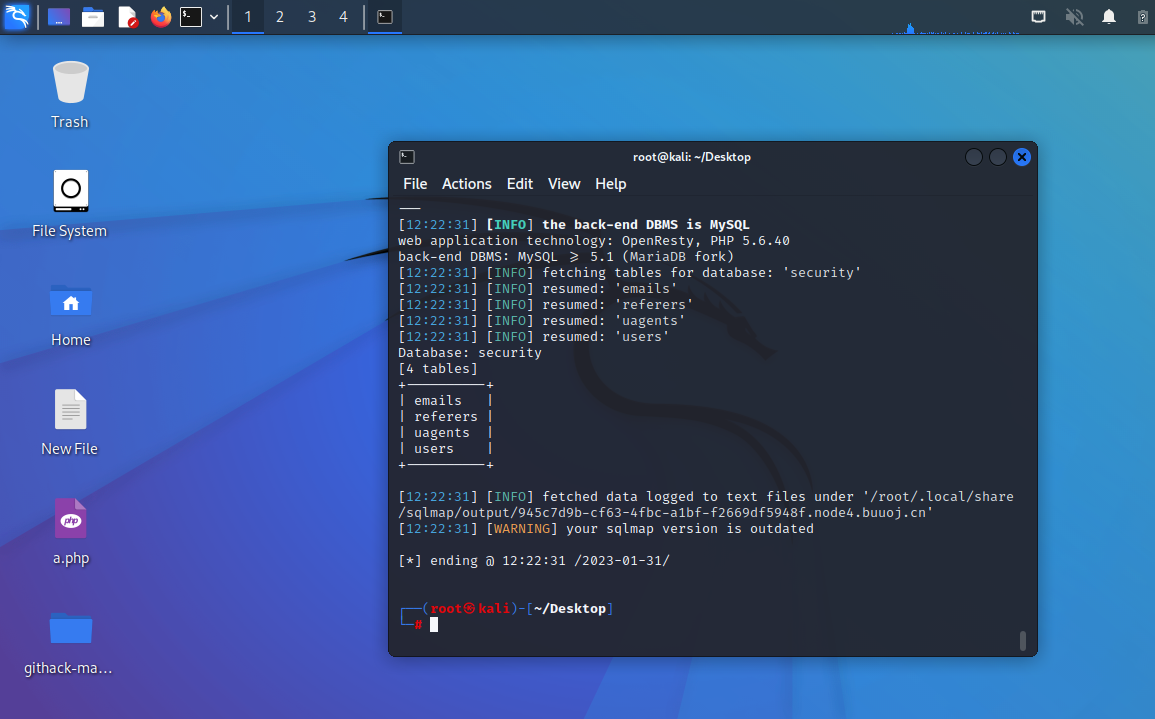 1 2 3 4
Trash
File System
Home
New File
php
a.php
githack-ma…
root@kali: ~/Desktop
File Actions Edit View Help
[12:22:31] [INFO] the back-end DBMS is MySQL
web application technology: OpenResty, PHP 5.6.40
back-end DBMS: MySQL ≥ 5.1 (MariaDB fork)
[12:22:31] [INFO] fetching tables for database: 'security'
[12:22:31] [INFO] resumed: 'emails'
[12:22:31] [INFO] resumed: 'referers'
[12:22:31] [INFO] resumed: 'uagents'
[12:22:31] [INFO] resumed: 'users'
Database: security
[4 tables]
+----------+
| emails   |
| referers |
| uagents  |
| users    |
+----------+
[12:22:31] [INFO] fetched data logged to text files under '/root/.local/share
/sqlmap/output/945c7d9b-cf63-4fbc-a1bf-f2669df5948f.node4.buuoj.cn'
[12:22:31] [WARNING] your sqlmap version is outdated
[*] ending @ 12:22:31 /2023-01-31/
┌──(root㉿kali)-[~/Desktop]
└─#